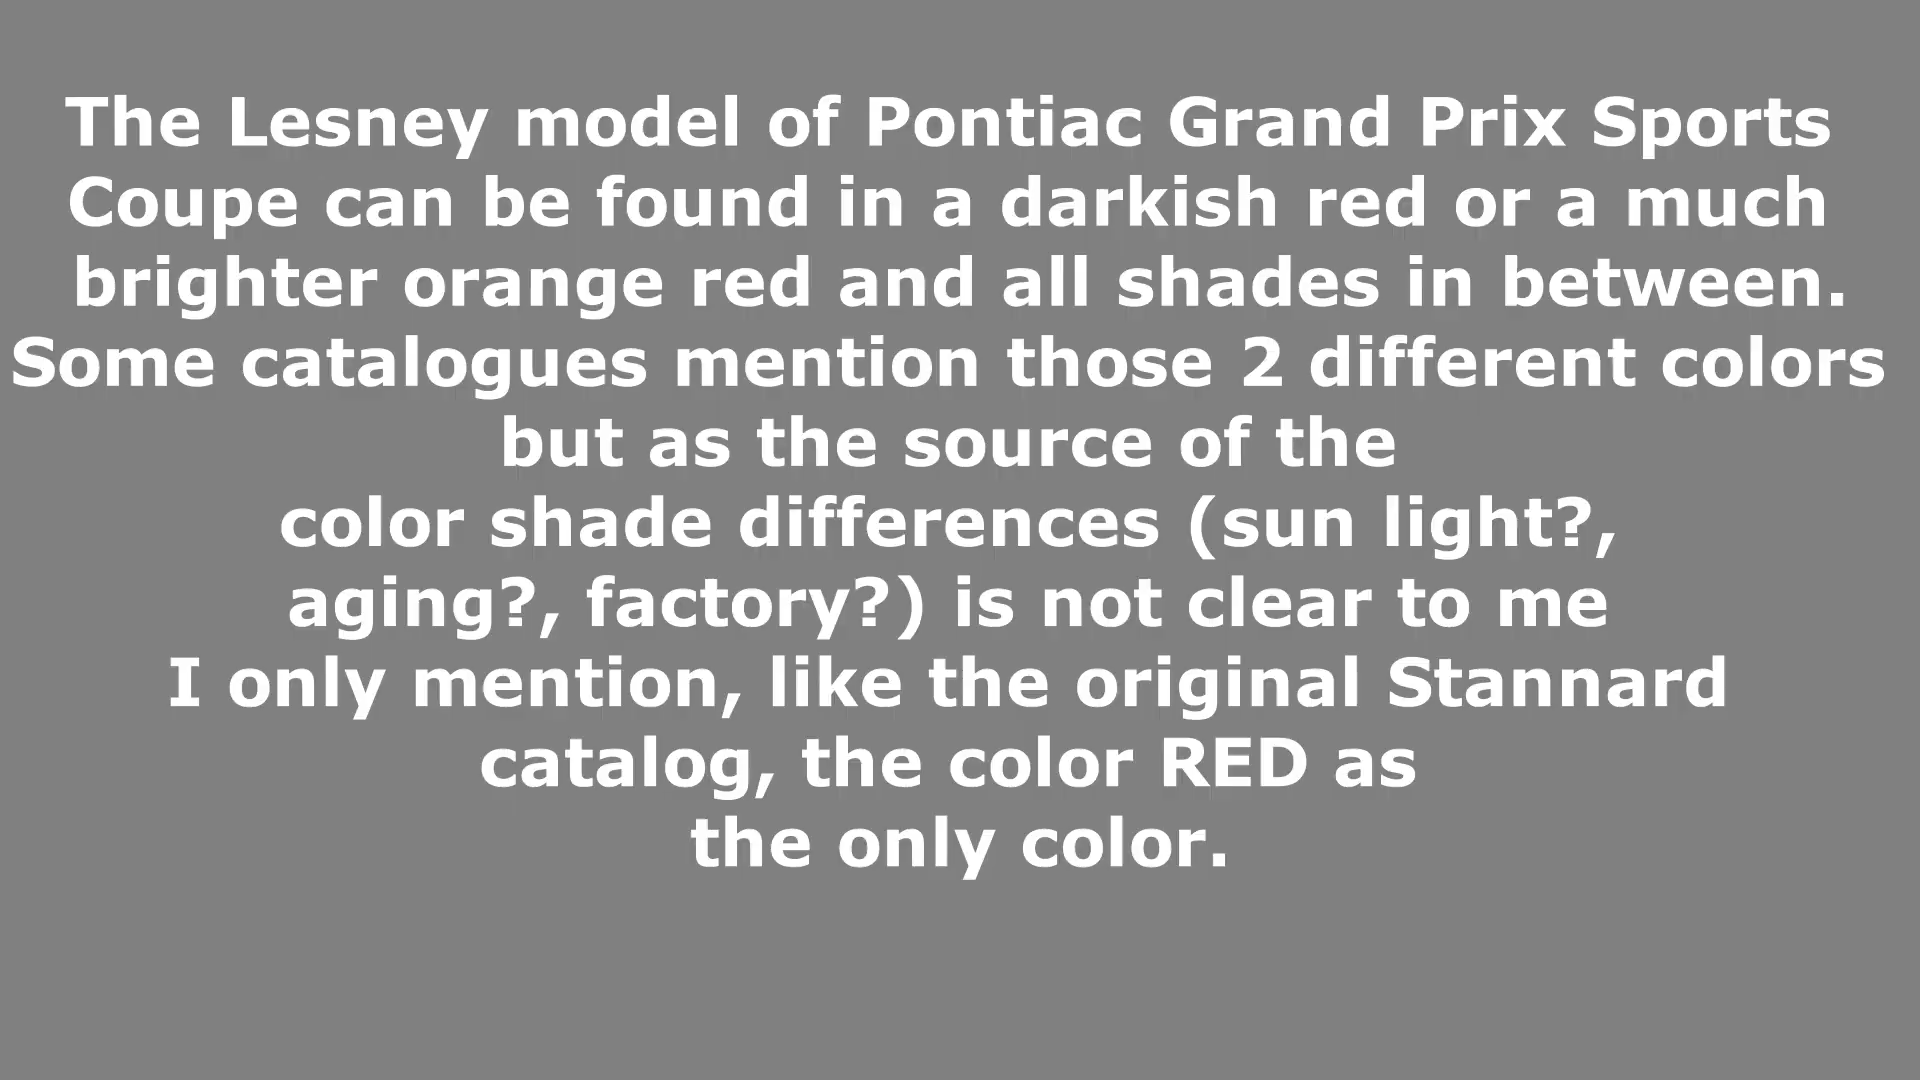 The Lesney model of Pontiac Grand Prix Sports
Coupe can be found in a darkish red or a much
brighter orange red and all shades in between.
Some catalogues mention those 2 different colors
but as the source of the
color shade differences (sun light?,
aging?, factory?) is not clear to me
I only mention, like the original Stannard
catalog, the color RED as
the only color.